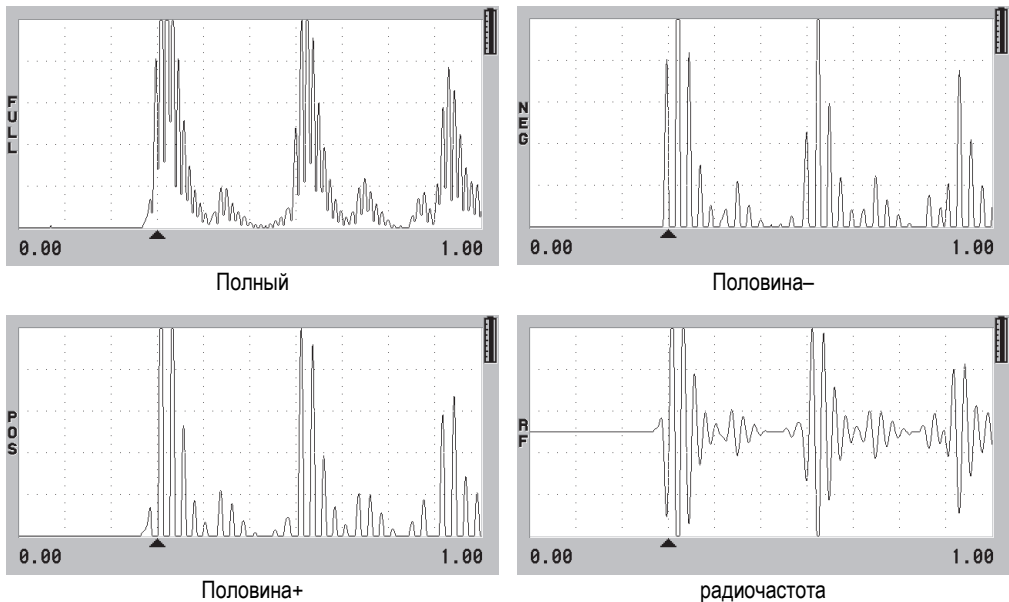 FULL
0.00 1.00
Полный
NEG
0.00 1.00
Половина–
POS
0.00 1.00
Половина+
RF
0.00 1.00
радиочастота